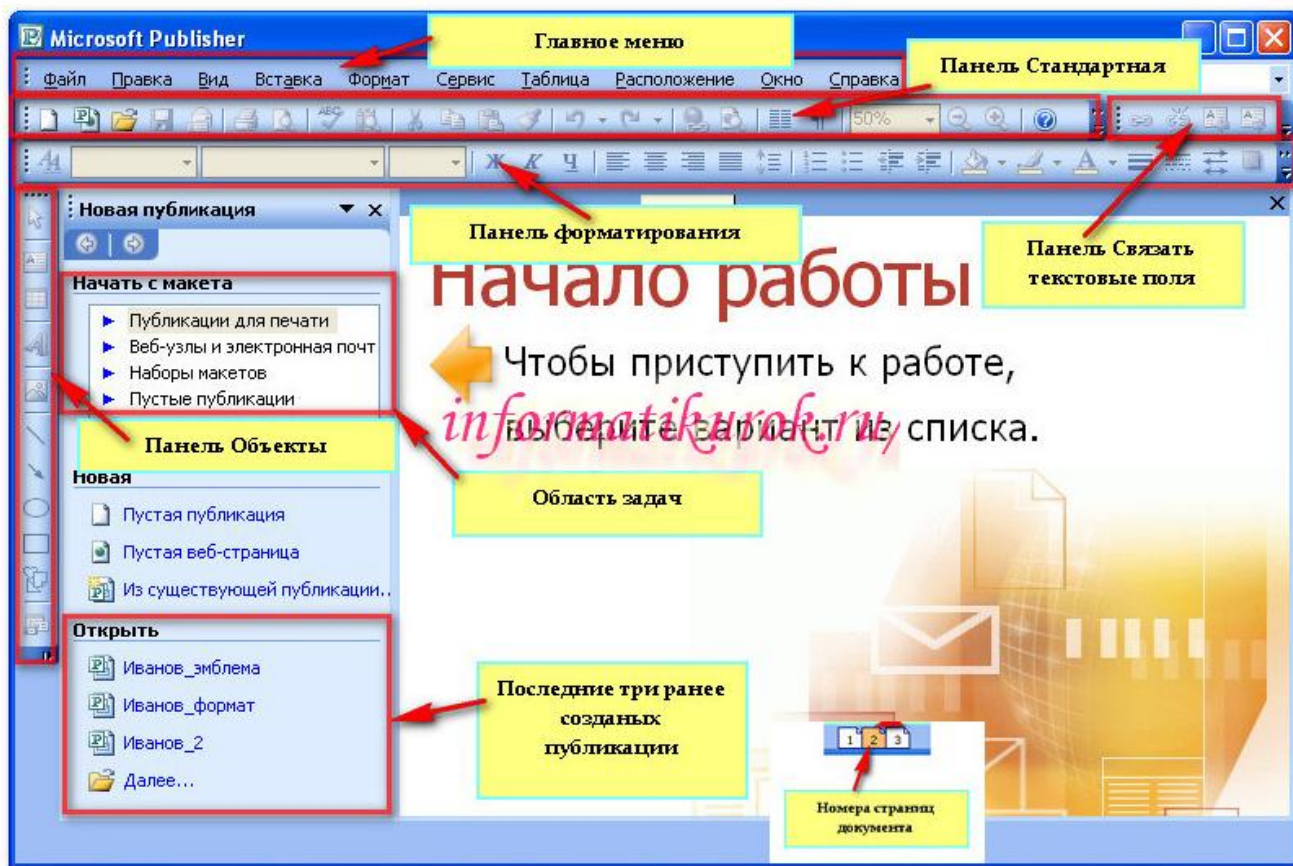 Microsoft Publisher
Главное меню
Файл Правка Вид Вставка Формат Сервис Таблица Расположение Окно Справка
Панель Стандартная
ABC
50%
Ж К Ч
Новая публикация
Панель форматирования
Панель Связать
текстовые поля
Начать с макета
Публикации для печати
Веб-узлы и электронная почт
Наборы макетов
Пустые публикации
Начало работы
Чтобы приступить к работе,
выберите вариант из списка.
informatikurok.ru
Панель Объекты
Область задач
Новая
Пустая публикация
Пустая веб-страница
Из существующей публикации..
Открыть
Иванов_эмблема
Иванов_формат
Иванов_2
Далее...
Последние три ранее
созданых
публикации
1 2 3
Номера страниц
документа